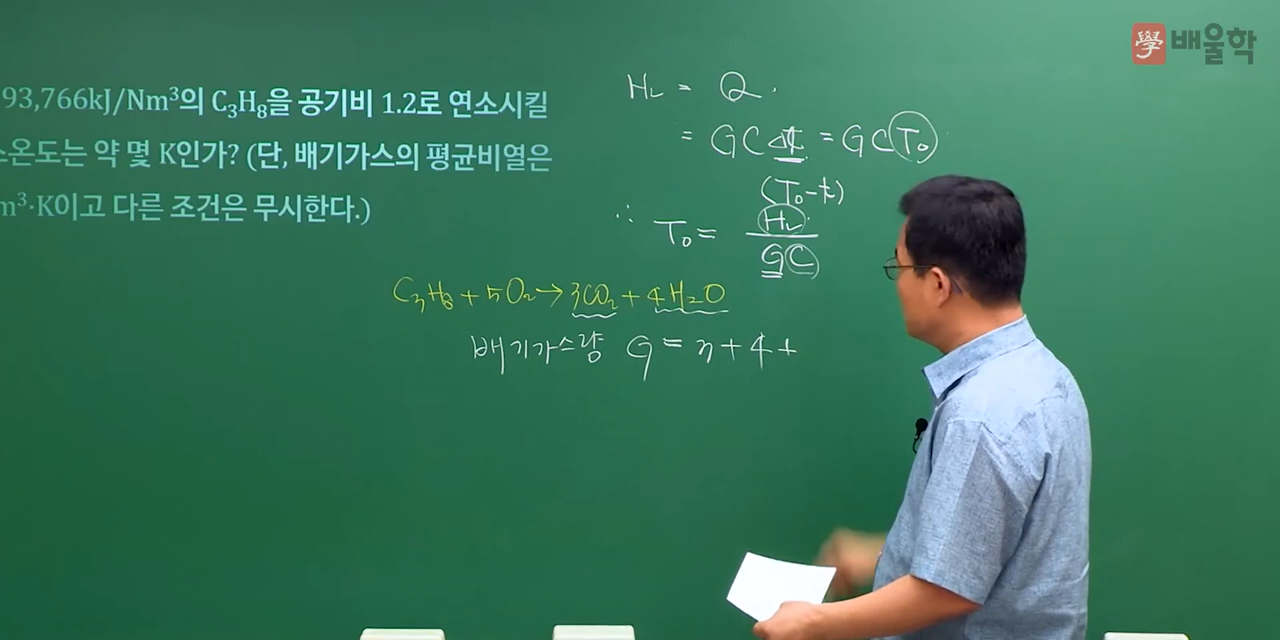 學 배울학
93,766kJ/Nm³의 C₃H₈을 공기비 1.2로 연소시킬
소온도는 약 몇 K인가? (단, 배기가스의 평균비열은
m³·K이고 다른 조건은 무시한다.)
H_L = Q.
= GCΔt = GC(T₀)
(T₀-t)
∴ T₀ = H_L / GC
C₃H₈ + 5O₂ → 3CO₂ + 4H₂O
배기가스량 G = 3 + 4 +